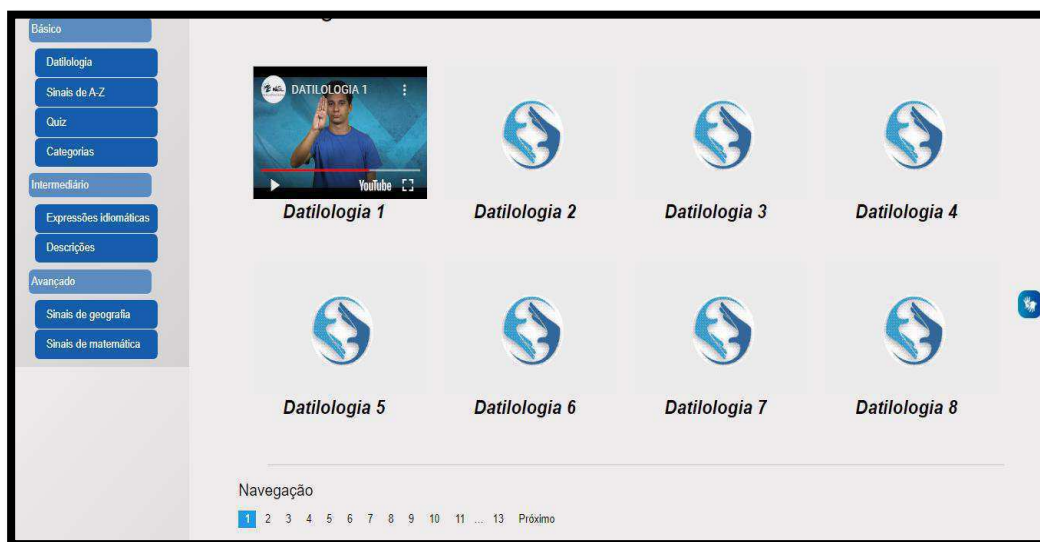 Básico
Datilologia
Sinais de A-Z
Quiz
Categorias
Intermediário
Expressões idiomáticas
Descrições
Avançado
Sinais de geografia
Sinais de matemática
DATILOLOGIA 1
YouTube
Datilologia 1
Datilologia 2
Datilologia 3
Datilologia 4
Datilologia 5
Datilologia 6
Datilologia 7
Datilologia 8
Navegação
1 2 3 4 5 6 7 8 9 10 11 ... 13 Próximo